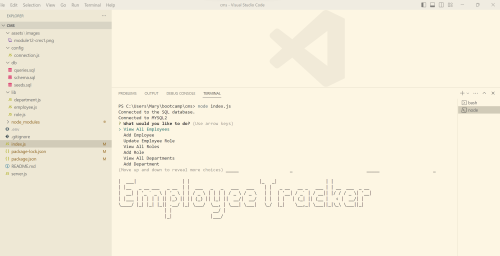 File Edit Selection View Go Run Terminal Help
cms - Visual Studio Code
EXPLORER
cms
assets \ images
config
connection.js
db
queries.sql
schema.sql
seeds.sql
lib
department.js
employee.js
role.js
node_modules
.env
.gitignore
index.js M
package-lock.json M
package.json M
README.md
server.js
PROBLEMS OUTPUT DEBUG CONSOLE TERMINAL
PS C:\Users\Mary\bootcamp\cms> node index.js
Connected to the SQL database.
Connected to MYSQL2
? What would you like to do? (Use arrow keys)
> View All Employees
Add Employee
Update Employee Role
View All Roles
Add Role
View All Departments
Add Department
(Move up and down to reveal more choices)
Employee Tracker
bash
node